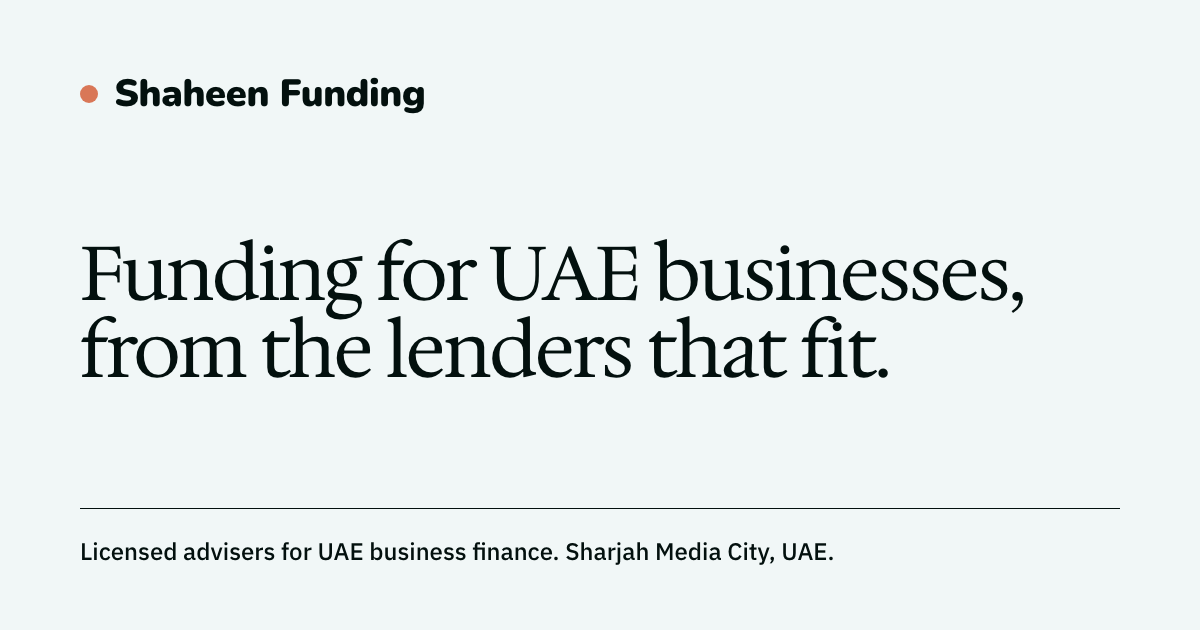 Shaheen Funding
Funding for UAE businesses,
from the lenders that fit.
Licensed advisers for UAE business finance. Sharjah Media City, UAE.